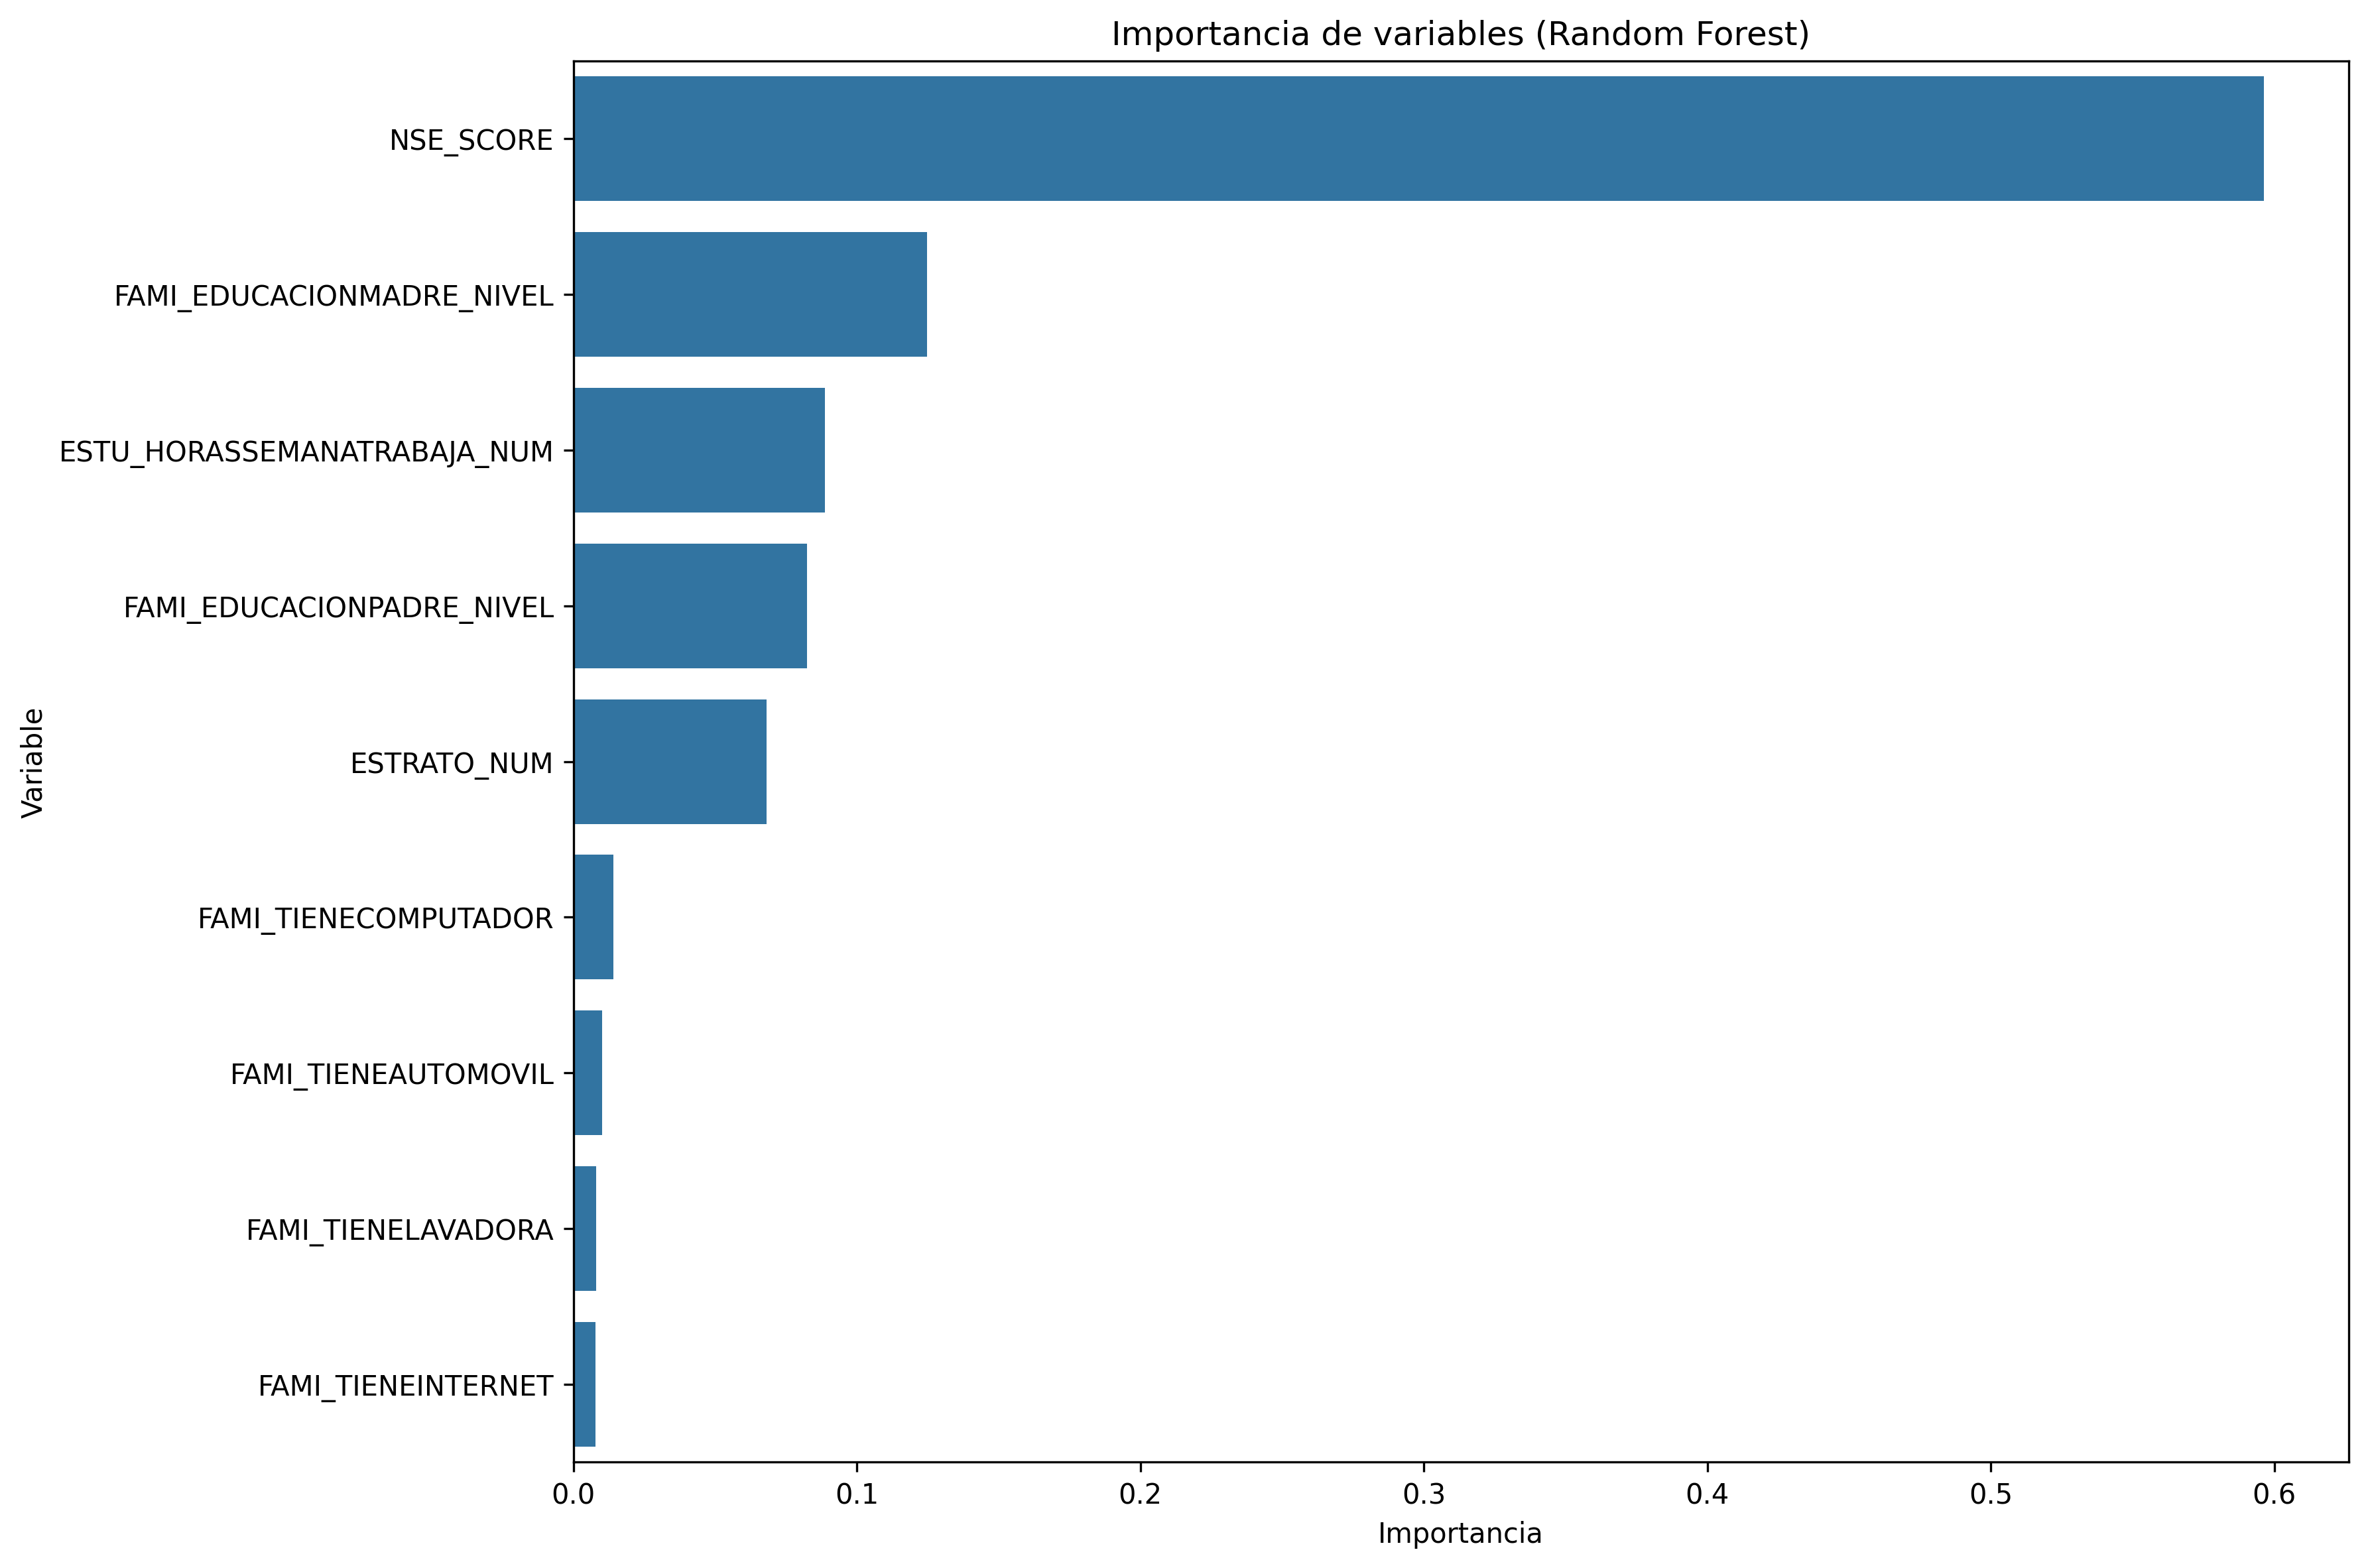 Importancia de variables (Random Forest)
NSE_SCORE
FAMI_EDUCACIONMADRE_NIVEL
ESTU_HORASSEMANATRABAJA_NUM
FAMI_EDUCACIONPADRE_NIVEL
ESTRATO_NUM
FAMI_TIENECOMPUTADOR
FAMI_TIENEAUTOMOVIL
FAMI_TIENELAVADORA
FAMI_TIENEINTERNET
Variable
0.0 0.1 0.2 0.3 0.4 0.5 0.6
Importancia